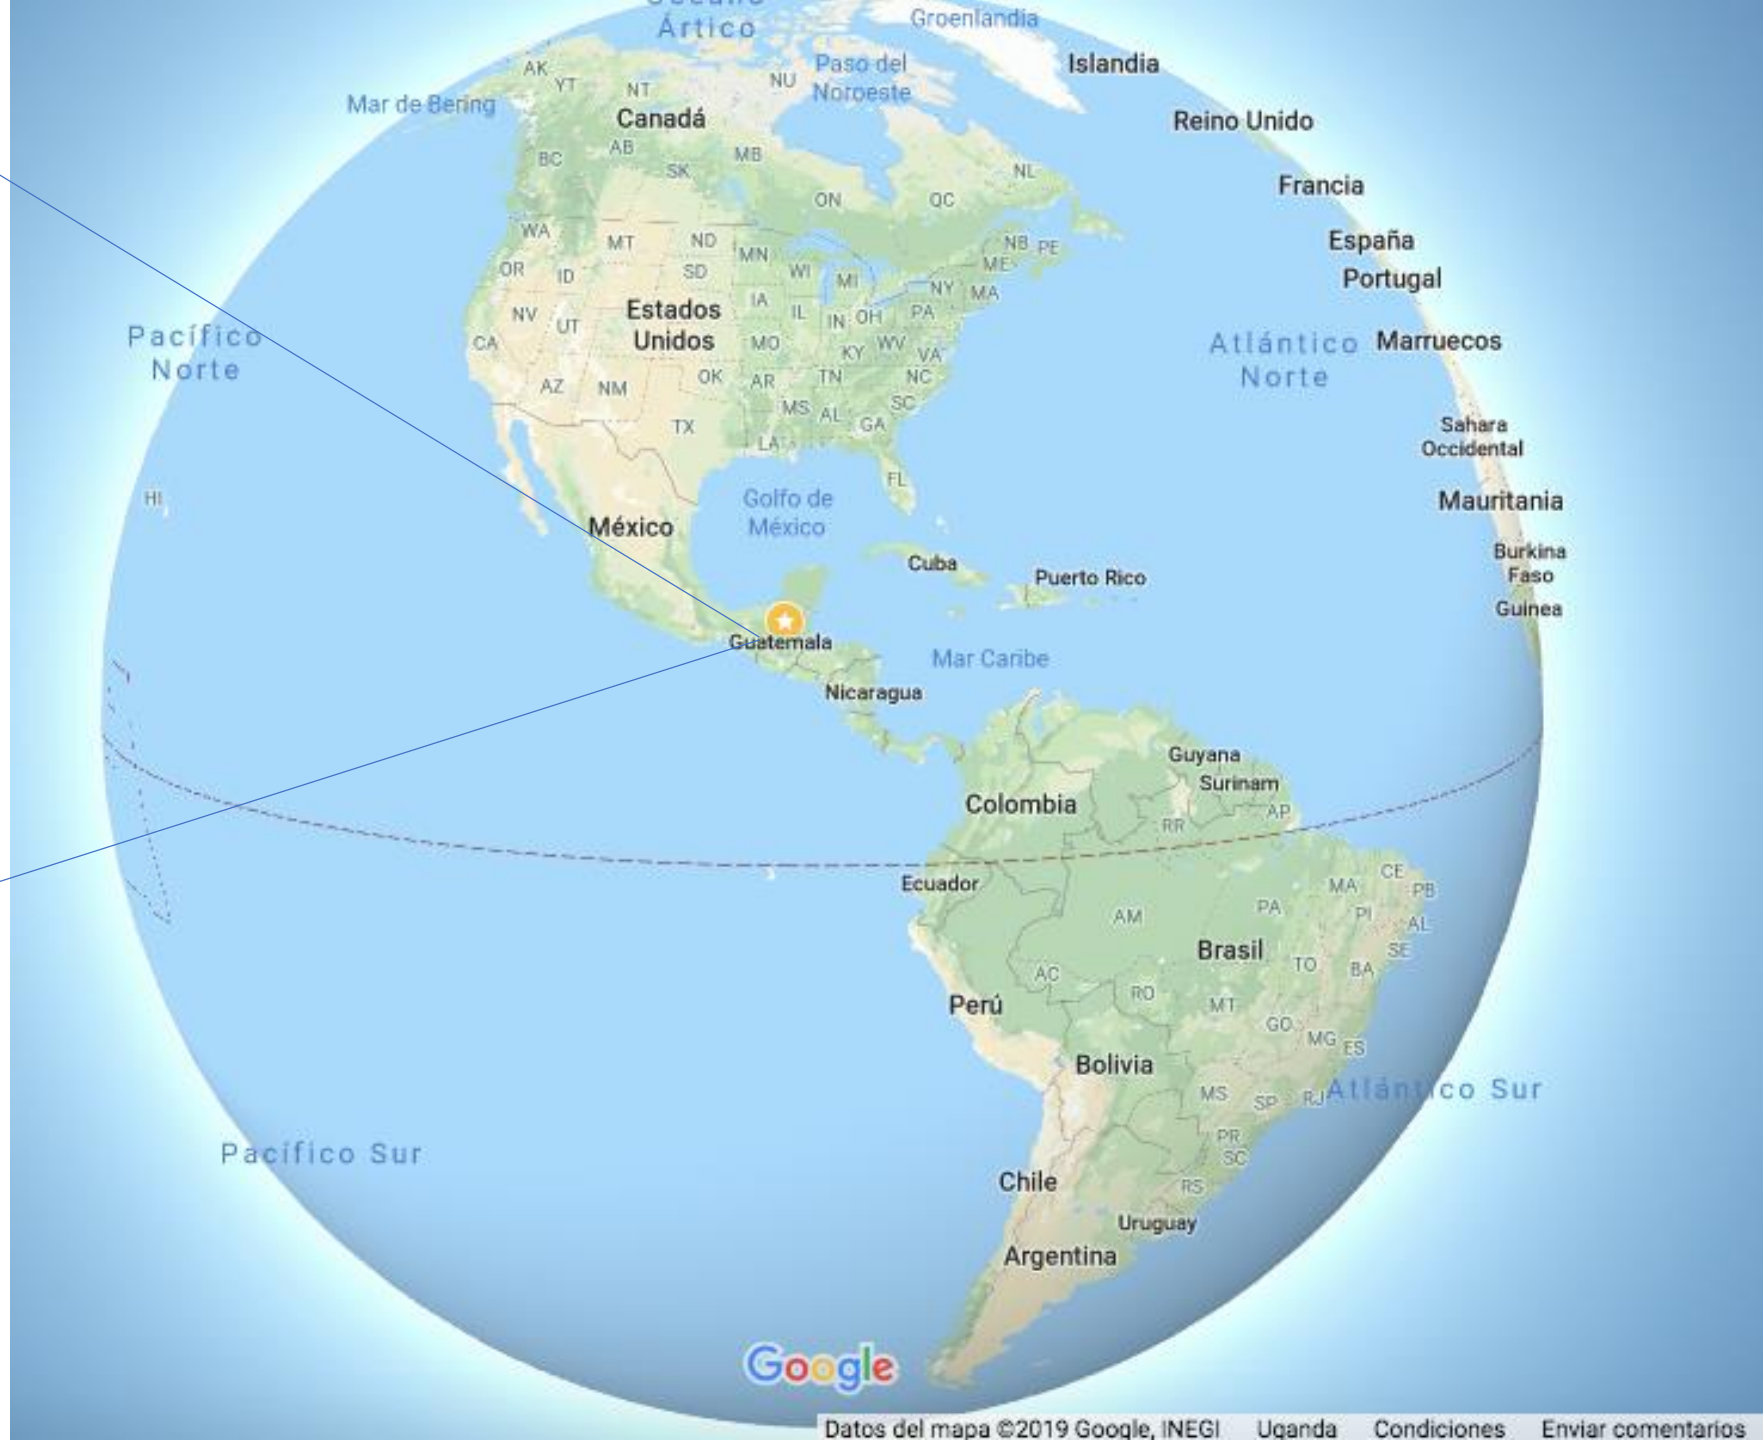 Océano
Ártico
Groenlandia
Islandia
AK
YT
NT
NU
Paso del
Noroeste
Mar de Bering
Canadá
Reino Unido
BC
AB
SK
MB
NL
Francia
ON
QC
WA
MT
ND
MN
NB
PE
España
OR
ID
SD
WI
MI
ME
Portugal
NY
MA
NV
UT
Estados
Unidos
IA
IL
IN
OH
PA
Pacífico
Norte
CA
MO
KY
WV
VA
Atlántico
Norte
Marruecos
AZ
NM
OK
AR
TN
NC
MS
AL
SC
GA
TX
LA
Sahara
Occidental
FL
HI
Golfo de
México
Mauritania
México
Cuba
Puerto Rico
Burkina
Faso
Guinea
Guatemala
Mar Caribe
Nicaragua
Guyana
Surinam
Colombia
RR
AP
Ecuador
MA
CE
PB
AM
PA
PI
AL
Brasil
SE
TO
BA
AC
RO
MT
Perú
GO
MG
ES
Bolivia
MS
SP
RJ
Atlántico Sur
PR
SC
Pacífico Sur
Chile
RS
Uruguay
Argentina
Google
Datos del mapa ©2019 Google, INEGI Uganda Condiciones Enviar comentarios